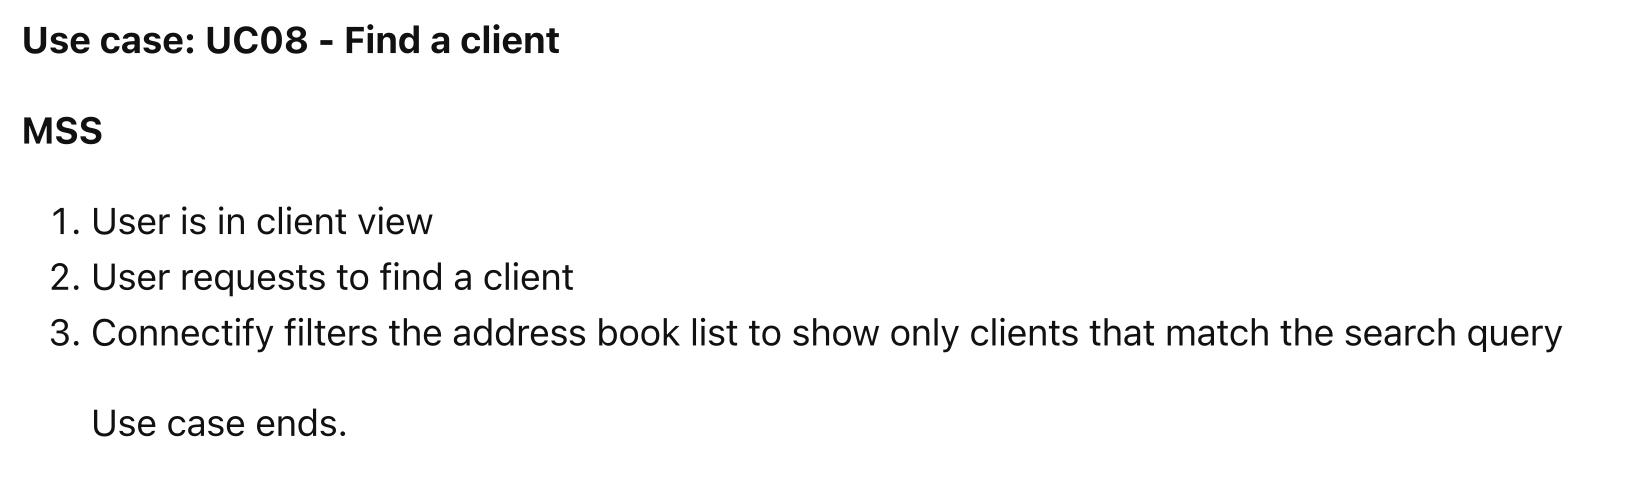 Use case: UC08 - Find a client
MSS
1. User is in client view
2. User requests to find a client
3. Connectify filters the address book list to show only clients that match the search query
Use case ends.